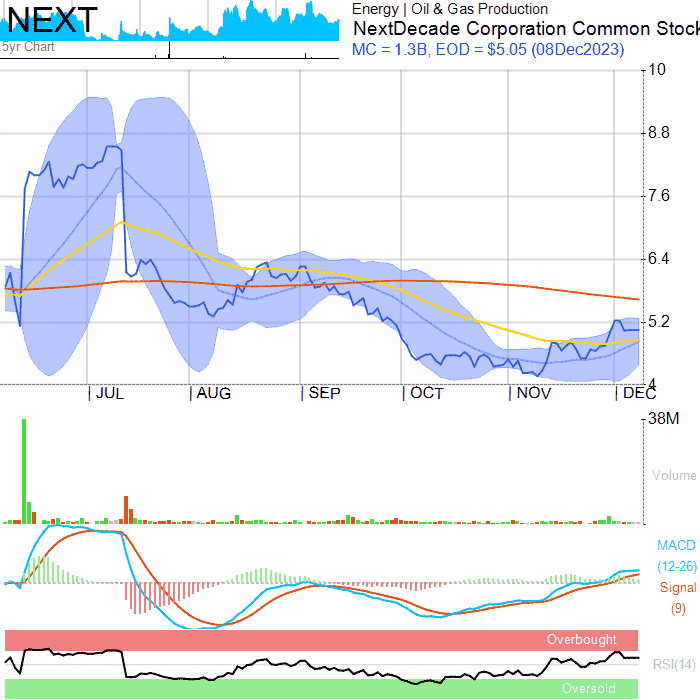 NEXT
5yr Chart
Energy | Oil & Gas Production
NextDecade Corporation Common Stock
MC = 1.3B, EOD = $5.05 (08Dec2023)
10
8.8
7.6
6.4
5.2
4
JUL
AUG
SEP
OCT
NOV
DEC
38M
Volume
MACD
(12-26)
Signal
(9)
Overbought
RSI(14)
Oversold